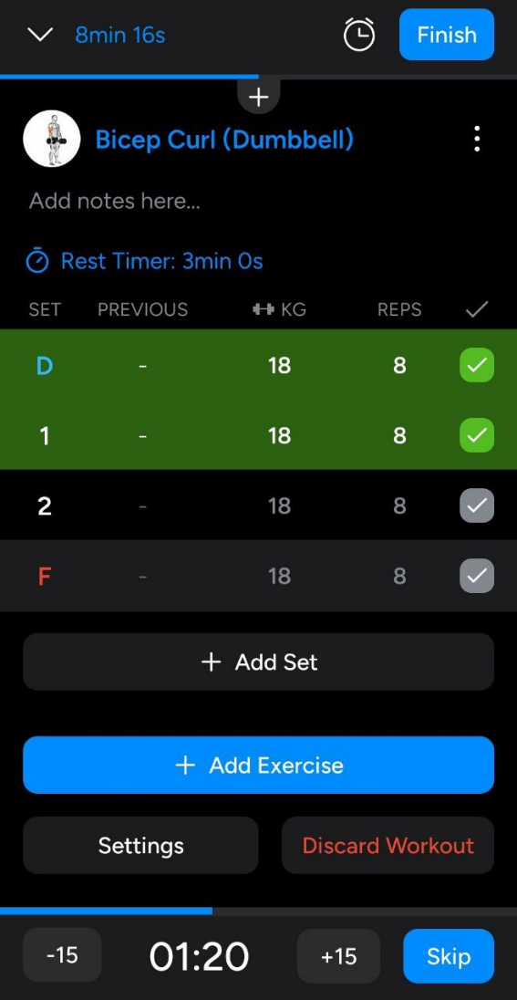 8min 16s Finish
Bicep Curl (Dumbbell)
Add notes here...
Rest Timer: 3min 0s
SET PREVIOUS KG REPS
D - 18 8
1 - 18 8
2 - 18 8
F - 18 8
+ Add Set
+ Add Exercise
Settings Discard Workout
-15 01:20 +15 Skip